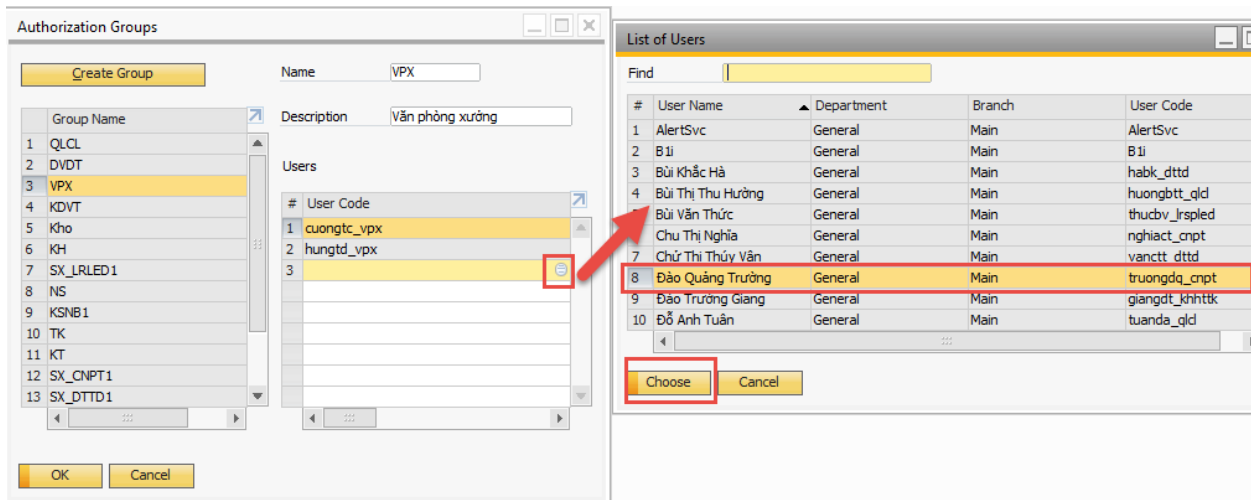 Authorization Groups
Create Group
Name VPX
Description Văn phòng xưởng
Group Name
1 QLCL
2 DVDT
3 VPX
4 KDVT
5 Kho
6 KH
7 SX_LRLED1
8 NS
9 KSNB1
10 TK
11 KT
12 SX_CNPT1
13 SX_DTTD1
Users
# User Code
1 cuongtc_vpx
2 hungtd_vpx
3
OK Cancel
List of Users
Find
# User Name Department Branch User Code
1 AlertSvc General Main AlertSvc
2 B1i General Main B1i
3 Bùi Khắc Hà General Main habk_dttd
4 Bùi Thị Thu Hường General Main huongbtt_qlcl
Bùi Văn Thức General Main thucbv_lrspled
Chu Thị Nghĩa General Main nghiact_cnpt
7 Chử Thị Thúy Vân General Main vanctt_dttd
8 Đào Quảng Trường General Main truongdq_cnpt
9 Đào Trường Giang General Main giangdt_khhttk
10 Đỗ Anh Tuân General Main tuanda_qlcl
Choose Cancel